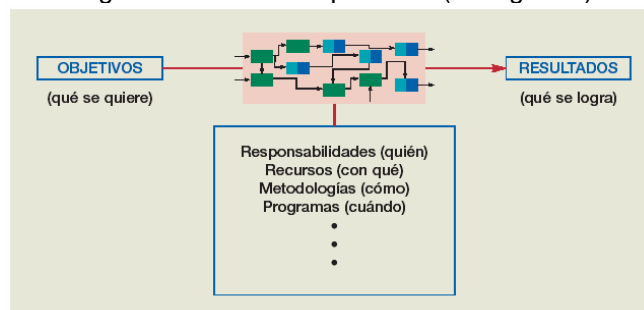 OBJETIVOS
(qué se quiere)
RESULTADOS
(qué se logra)
Responsabilidades (quién)
Recursos (con qué)
Metodologías (cómo)
Programas (cuándo)
•
•
•